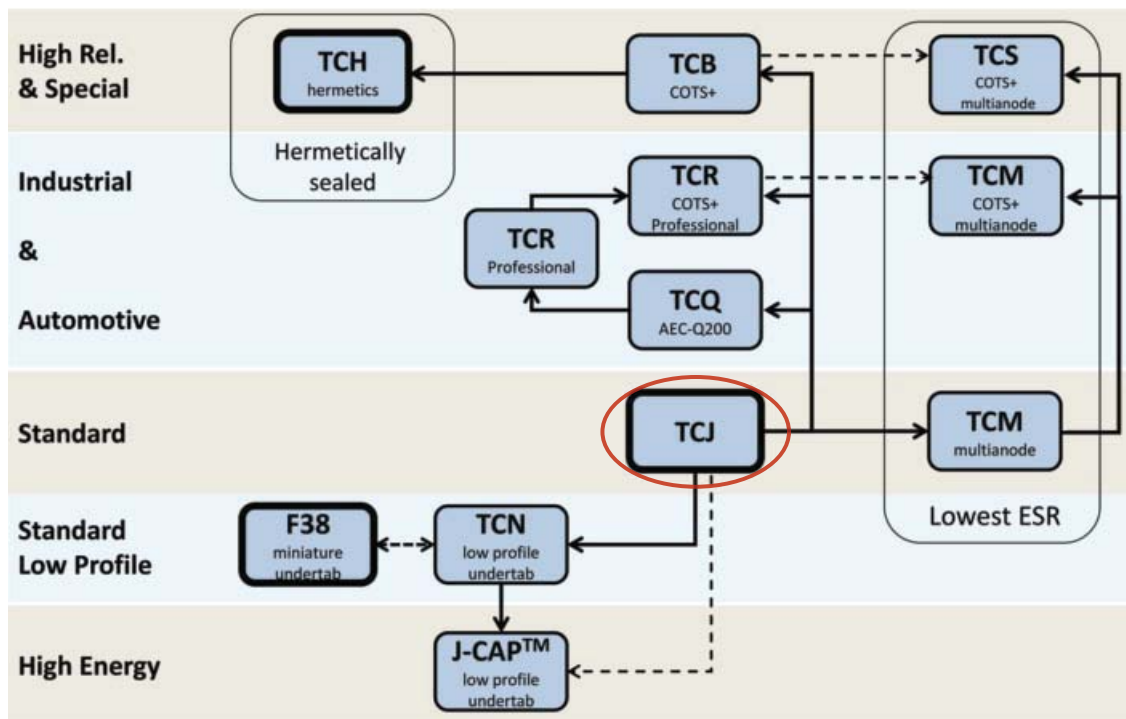 High Rel.
& Special
TCH
hermetics
Hermetically
sealed
TCB
COTS+
TCS
COTS+
multianode
Industrial
&
Automotive
TCR
COTS+
Professional
TCM
COTS+
multianode
TCR
Professional
TCQ
AEC-Q200
Standard
TCJ
TCM
multianode
Lowest ESR
Standard
Low Profile
F38
miniature
undertab
TCN
low profile
undertab
High Energy
J-CAP™
low profile
undertab